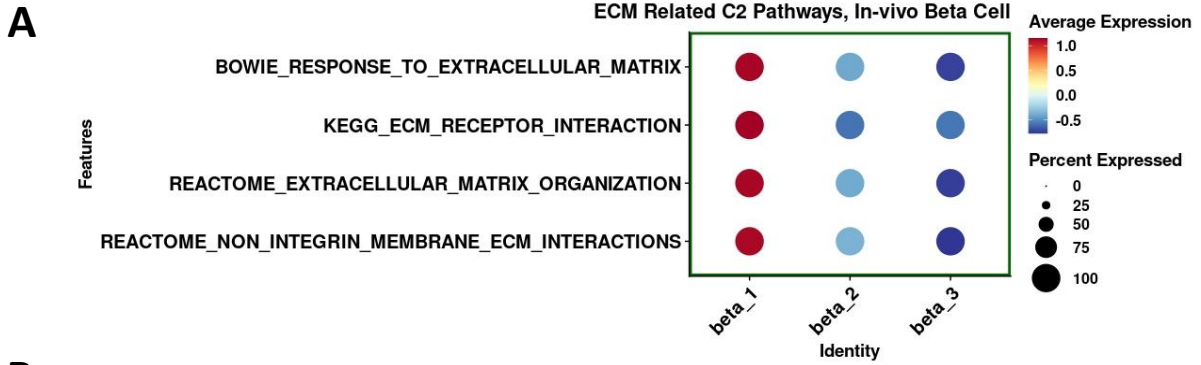 A
ECM Related C2 Pathways, In-vivo Beta Cell
Features
BOWIE_RESPONSE_TO_EXTRACELLULAR_MATRIX
KEGG_ECM_RECEPTOR_INTERACTION
REACTOME_EXTRACELLULAR_MATRIX_ORGANIZATION
REACTOME_NON_INTEGRIN_MEMBRANE_ECM_INTERACTIONS
beta_1
beta_2
beta_3
Identity
Average Expression
1.0
0.5
0.0
-0.5
Percent Expressed
0
25
50
75
100